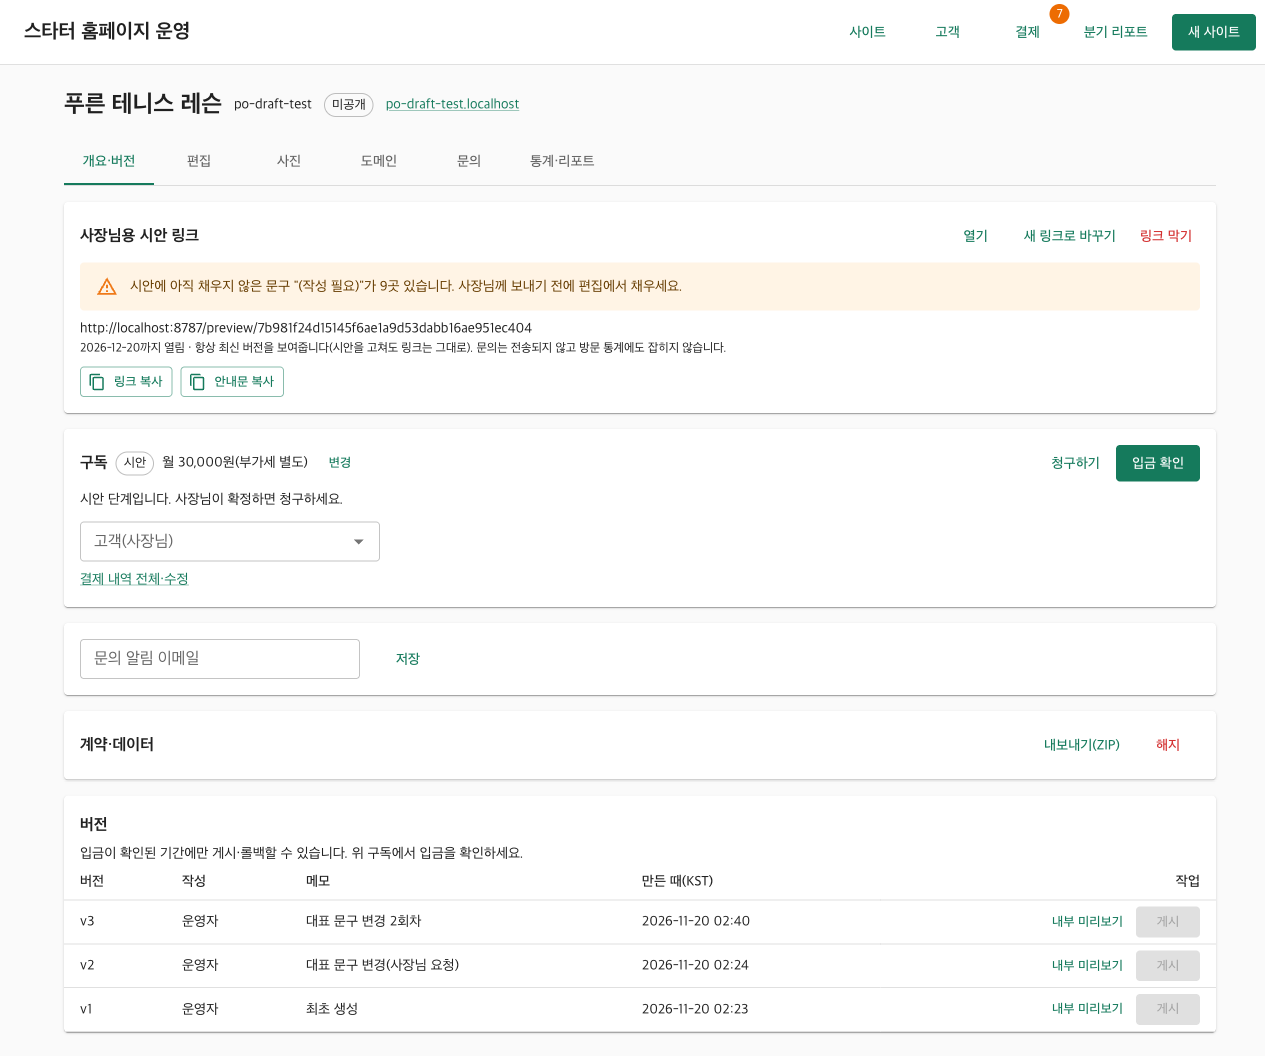 스타터 홈페이지 운영
사이트 고객 결제 7 분기 리포트 새 사이트
푸른 테니스 레슨 po-draft-test 미공개 po-draft-test.localhost
개요·버전 편집 사진 도메인 문의 통계·리포트
사장님용 시안 링크 열기 새 링크로 바꾸기 링크 막기
시안에 아직 채우지 않은 문구 "(작성 필요)"가 9곳 있습니다. 사장님께 보내기 전에 편집에서 채우세요.
http://localhost:8787/preview/7b981f24d15145f6ae1a9d53dabb16ae951ec404
2026-12-20까지 열림 · 항상 최신 버전을 보여줍니다(시안을 고쳐도 링크는 그대로). 문의는 전송되지 않고 방문 통계에도 잡히지 않습니다.
링크 복사 안내문 복사
구독 시안 월 30,000원(부가세 별도) 변경 청구하기 입금 확인
시안 단계입니다. 사장님이 확정하면 청구하세요.
고객(사장님)
결제 내역 전체·수정
문의 알림 이메일 저장
계약·데이터 내보내기(ZIP) 해지
버전
입금이 확인된 기간에만 게시·롤백할 수 있습니다. 위 구독에서 입금을 확인하세요.
버전 작성 메모 만든 때(KST) 작업
v3 운영자 대표 문구 변경 2회차 2026-11-20 02:40 내부 미리보기 게시
v2 운영자 대표 문구 변경(사장님 요청) 2026-11-20 02:24 내부 미리보기 게시
v1 운영자 최초 생성 2026-11-20 02:23 내부 미리보기 게시